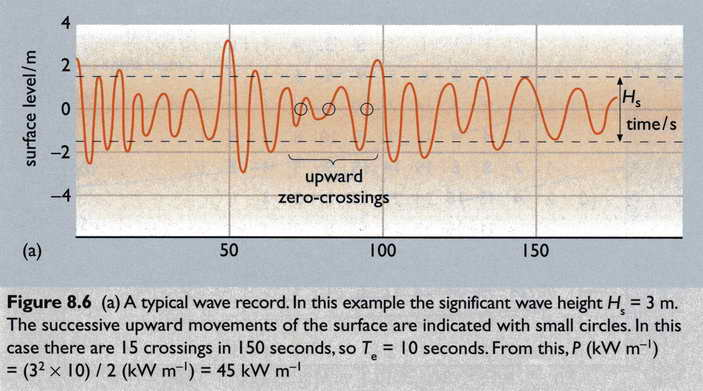 4
2
0
−2
−4
surface level/m
Hs
time/s
upward
zero-crossings
(a)
50
100
150
Figure 8.6 (a) A typical wave record. In this example the significant wave height Hs = 3 m.
The successive upward movements of the surface are indicated with small circles. In this
case there are 15 crossings in 150 seconds, so Te = 10 seconds. From this, P (kW m⁻¹)
= (3² × 10) / 2 (kW m⁻¹) = 45 kW m⁻¹